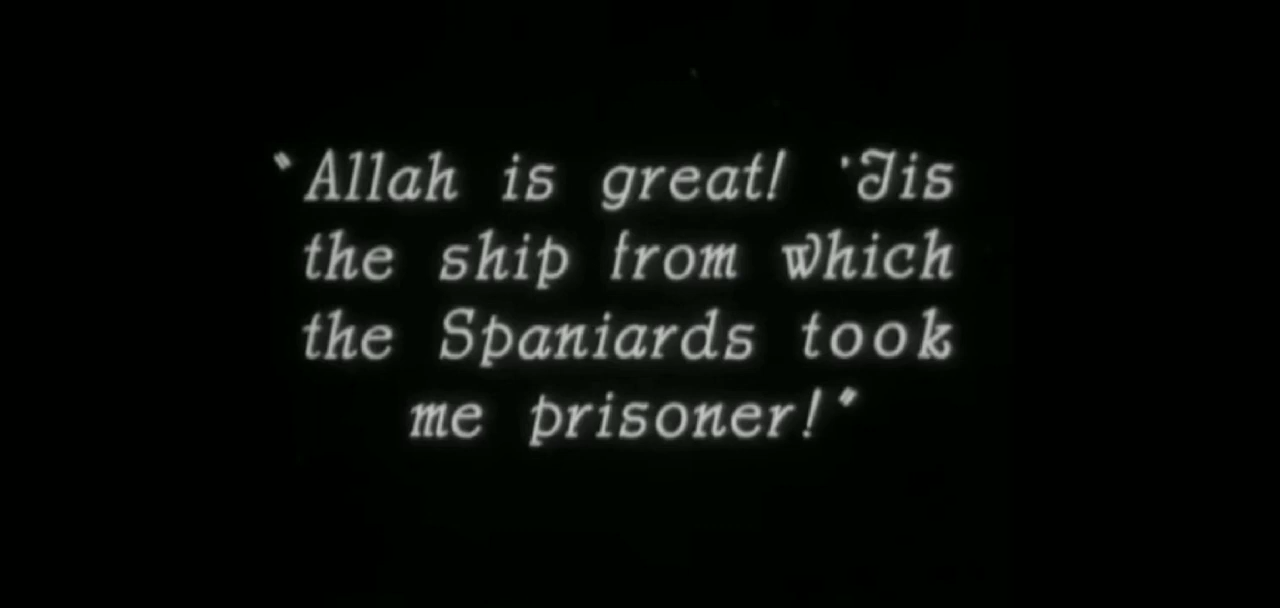 "Allah is great! 'Tis
the ship from which
the Spaniards took
me prisoner!"